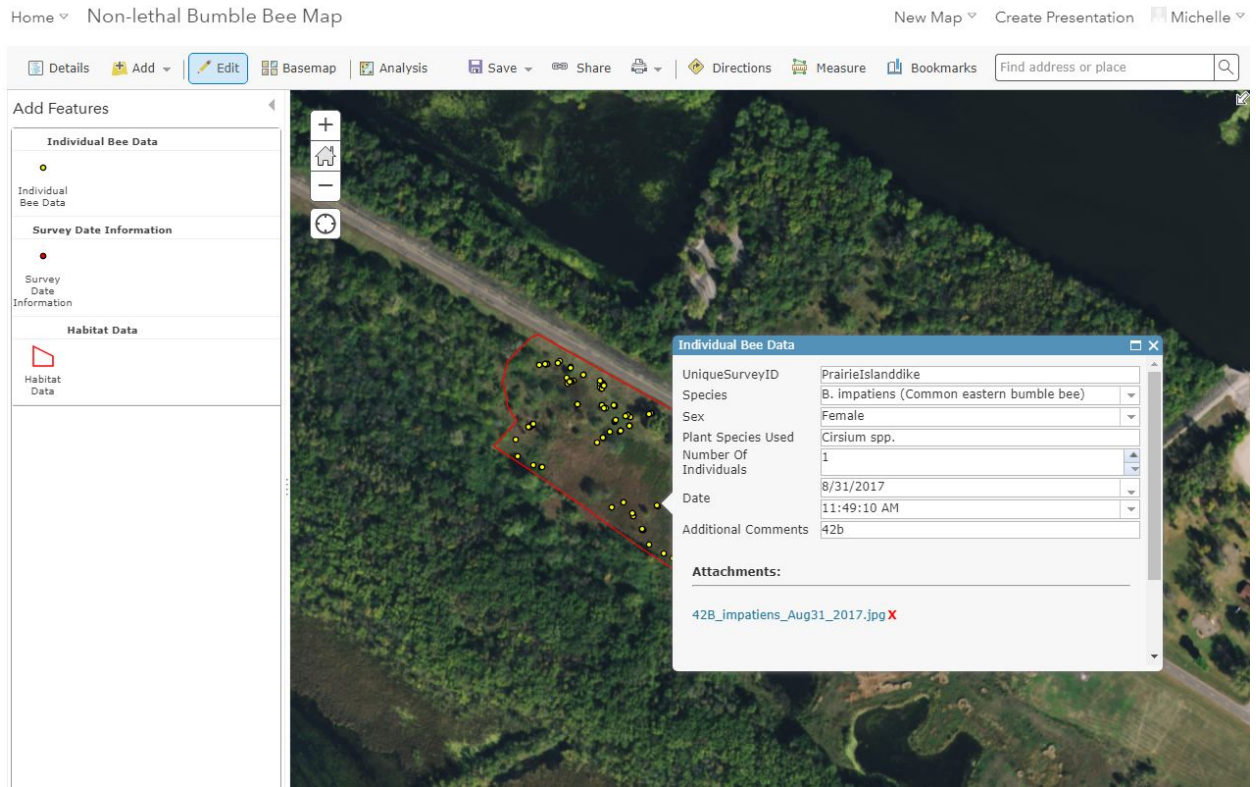 Home Non-lethal Bumble Bee Map New Map Create Presentation Michelle
Details Add Edit Basemap Analysis Save Share Directions Measure Bookmarks Find address or place
Add Features
Individual Bee Data
Individual
Bee Data
Survey Date Information
Survey
Date
Information
Habitat Data
Habitat
Data
Individual Bee Data
UniqueSurveyID PrairieIslanddike
Species B. impatiens (Common eastern bumble bee)
Sex Female
Plant Species Used Cirsium spp.
Number Of
Individuals 1
Date 8/31/2017
11:49:10 AM
Additional Comments 42b
Attachments:
42B_impatiens_Aug31_2017.jpg X